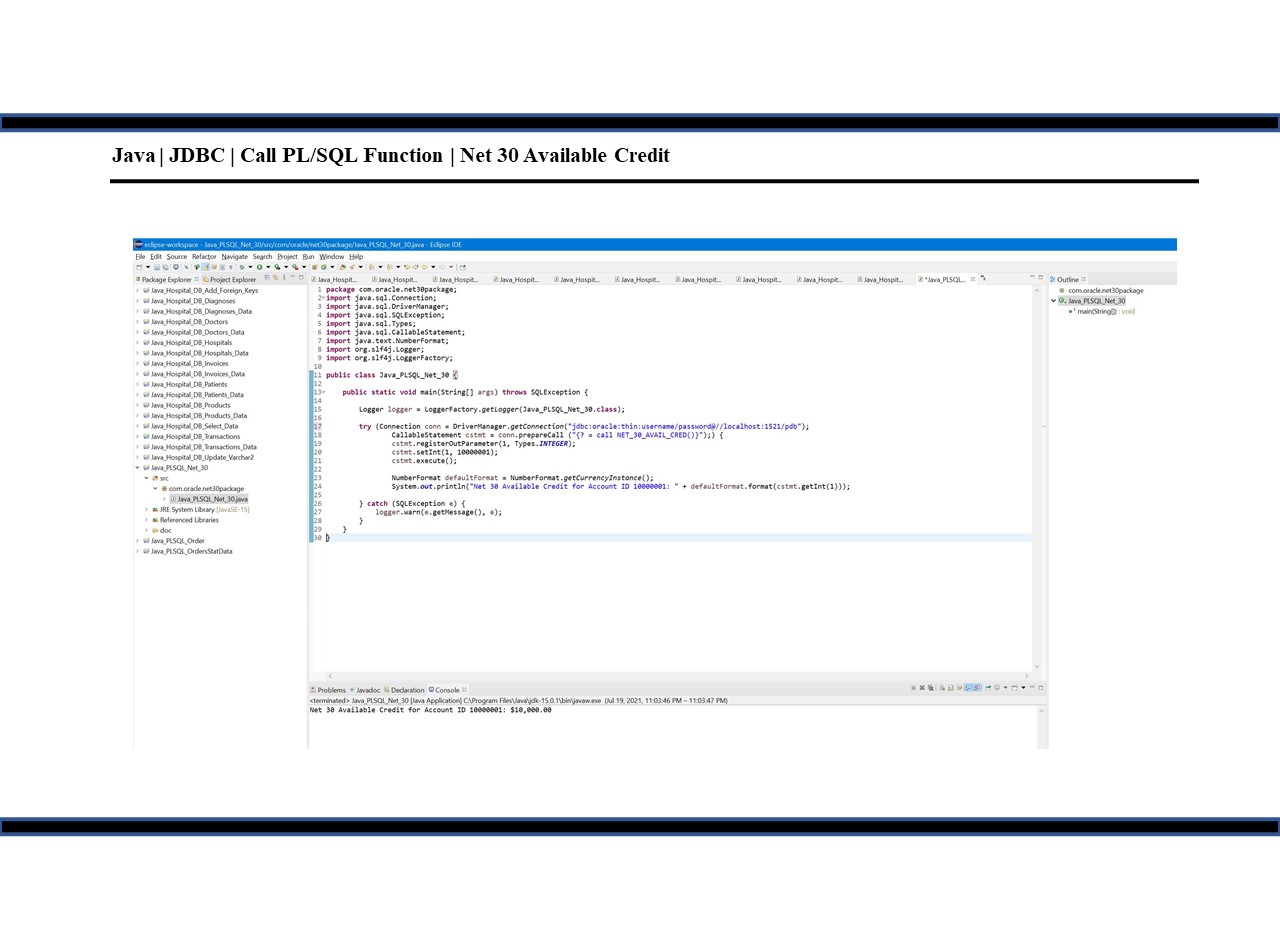 Java | JDBC | Call PL/SQL Function | Net 30 Available Credit
eclipse-workspace - Java_PLSQL_Net_30/src/com/oracle/net30package/Java_PLSQL_Net_30.java - Eclipse IDE
File Edit Source Refactor Navigate Search Project Run Window Help
Package Explorer Project Explorer
Java_Hospital_DB_Add_Foreign_Keys
Java_Hospital_DB_Diagnoses
Java_Hospital_DB_Diagnoses_Data
Java_Hospital_DB_Doctors
Java_Hospital_DB_Doctors_Data
Java_Hospital_DB_Hospitals
Java_Hospital_DB_Hospitals_Data
Java_Hospital_DB_Invoices
Java_Hospital_DB_Invoices_Data
Java_Hospital_DB_Patients
Java_Hospital_DB_Patients_Data
Java_Hospital_DB_Products
Java_Hospital_DB_Products_Data
Java_Hospital_DB_Select_Data
Java_Hospital_DB_Transactions
Java_Hospital_DB_Transactions_Data
Java_Hospital_DB_Update_Varchar2
Java_PLSQL_Net_30
src
com.oracle.net30package
Java_PLSQL_Net_30.java
JRE System Library [JavaSE-15]
Referenced Libraries
doc
Java_PLSQL_Order
Java_PLSQL_OrdersStatData
Java_Hospit... Java_Hospit... Java_Hospit... Java_Hospit... Java_Hospit... Java_Hospit... Java_Hospit... Java_Hospit... Java_Hospit... Java_Hospit... *Java_PLSQL...
1 package com.oracle.net30package;
2 import java.sql.Connection;
3 import java.sql.DriverManager;
4 import java.sql.SQLException;
5 import java.sql.Types;
6 import java.sql.CallableStatement;
7 import java.text.NumberFormat;
8 import org.slf4j.Logger;
9 import org.slf4j.LoggerFactory;
10
11 public class Java_PLSQL_Net_30 {
12
13 public static void main(String[] args) throws SQLException {
14
15 Logger logger = LoggerFactory.getLogger(Java_PLSQL_Net_30.class);
16
17 try (Connection conn = DriverManager.getConnection("jdbc:oracle:thin:username/password@//localhost:1521/pdb");
18 CallableStatement cstmt = conn.prepareCall ("{? = call NET_30_AVAIL_CRED()}");) {
19 cstmt.registerOutParameter(1, Types.INTEGER);
20 cstmt.setInt(1, 10000001);
21 cstmt.execute();
22
23 NumberFormat defaultFormat = NumberFormat.getCurrencyInstance();
24 System.out.println("Net 30 Available Credit for Account ID 10000001: " + defaultFormat.format(cstmt.getInt(1)));
25
26 } catch (SQLException e) {
27 logger.warn(e.getMessage(), e);
28 }
29 }
30 }
Outline
com.oracle.net30package
Java_PLSQL_Net_30
main(String[]) : void
Problems Javadoc Declaration Console
<terminated> Java_PLSQL_Net_30 [Java Application] C:\Program Files\Java\jdk-15.0.1\bin\javaw.exe (Jul 19, 2021, 11:03:46 PM – 11:03:47 PM)
Net 30 Available Credit for Account ID 10000001: $10,000.00